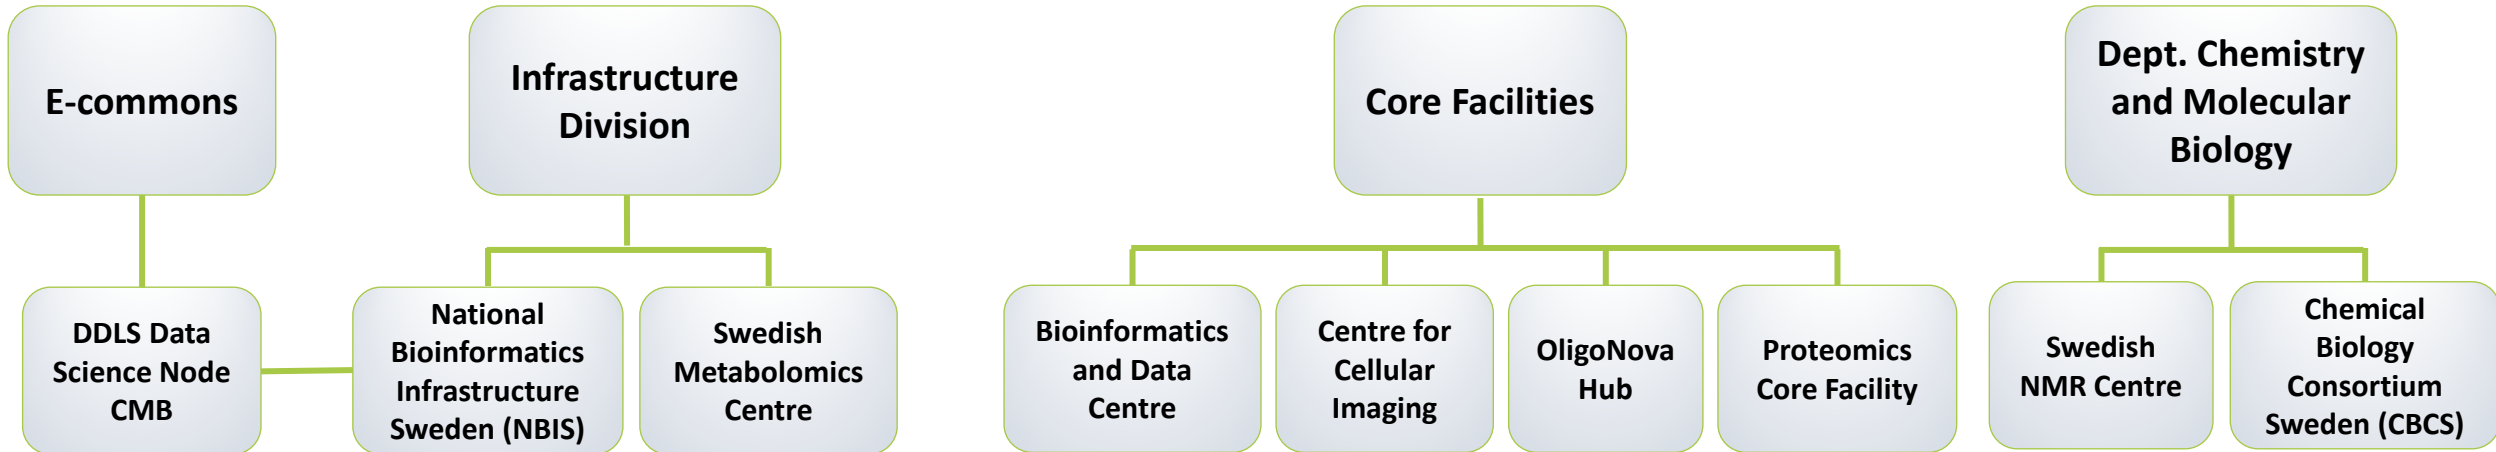 E-commons
Infrastructure
Division
Core Facilities
Dept. Chemistry
and Molecular
Biology
DDLS Data
Science Node
CMB
National
Bioinformatics
Infrastructure
Sweden (NBIS)
Swedish
Metabolomics
Centre
Bioinformatics
and Data
Centre
Centre for
Cellular
Imaging
OligoNova
Hub
Proteomics
Core Facility
Swedish
NMR Centre
Chemical
Biology
Consortium
Sweden (CBCS)